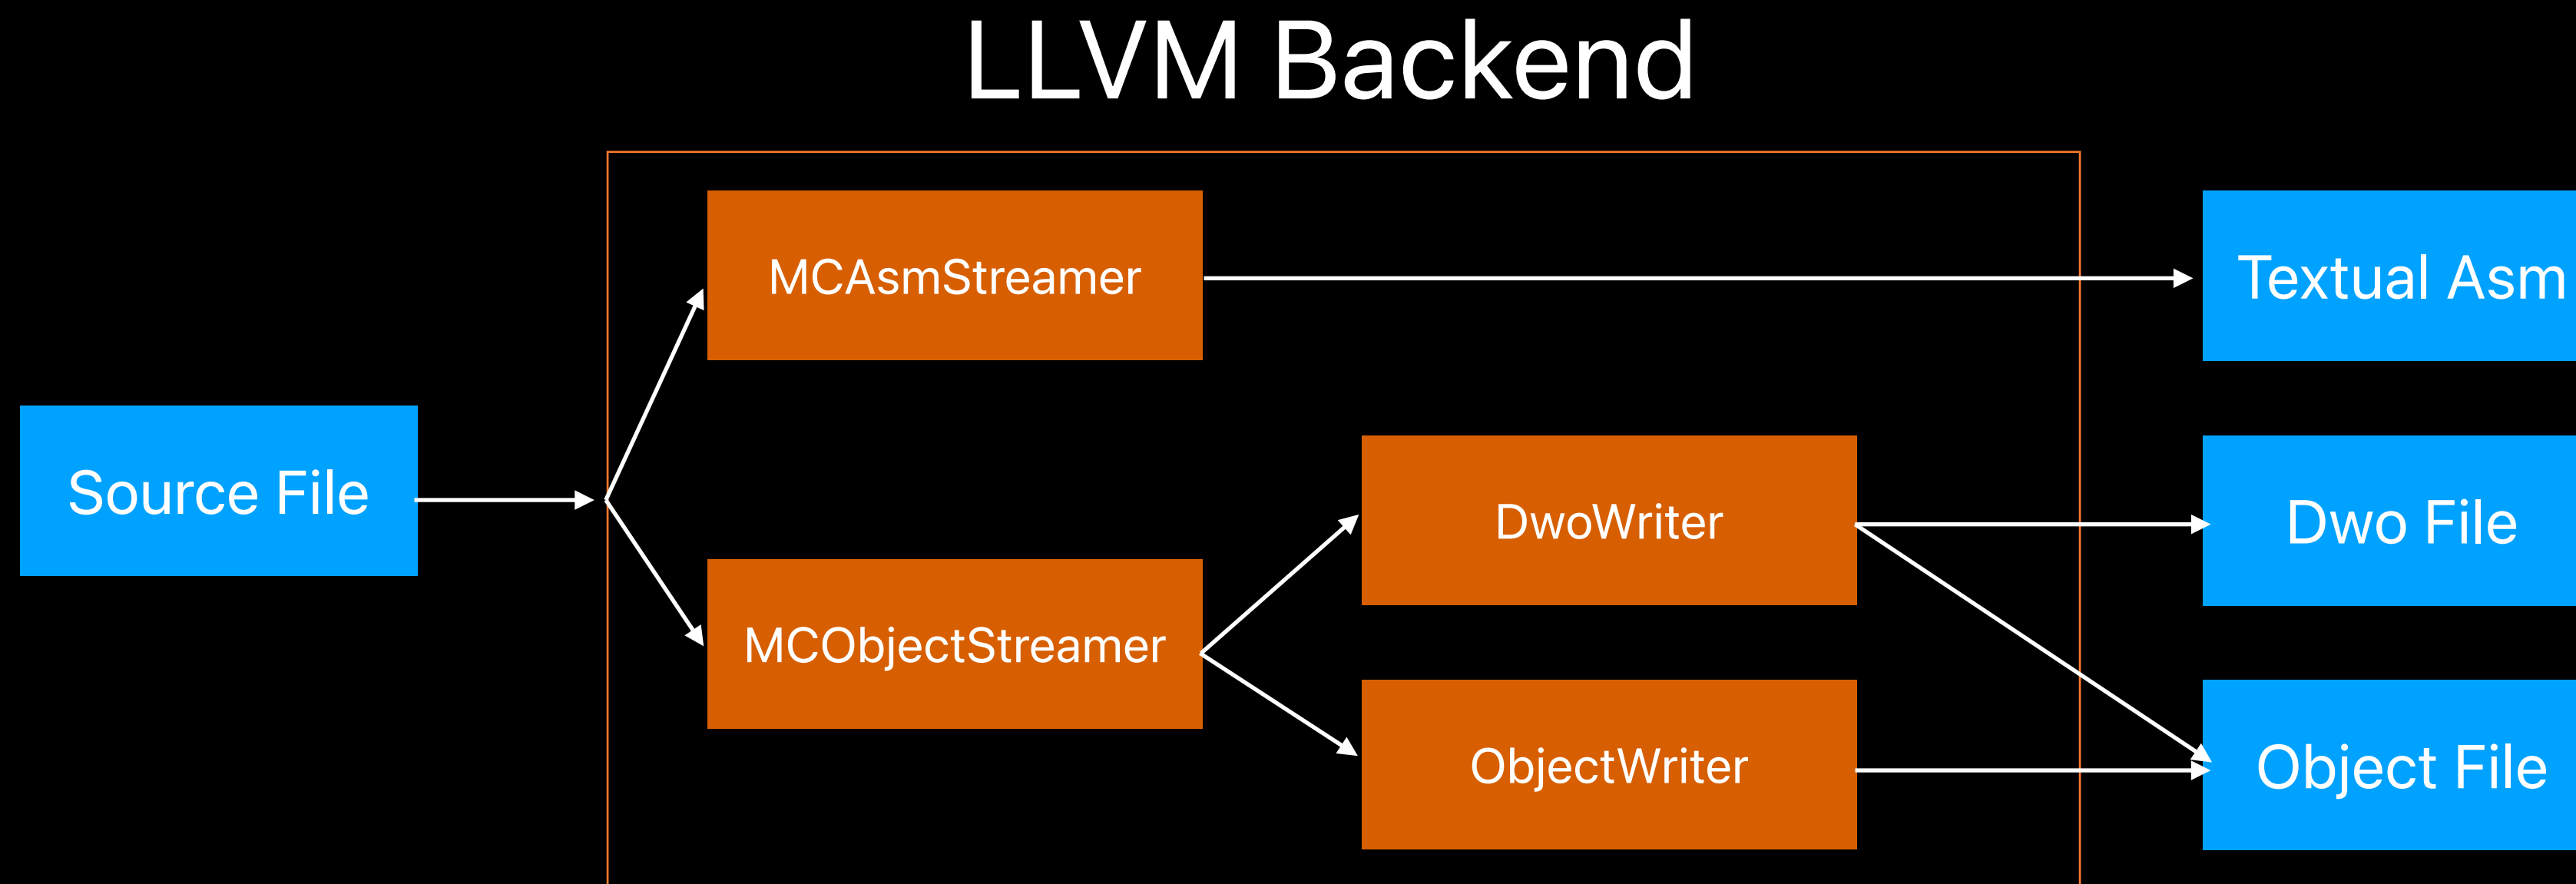 LLVM Backend
MCAsmStreamer
Textual Asm
Source File
DwoWriter
Dwo File
MCObjectStreamer
ObjectWriter
Object File